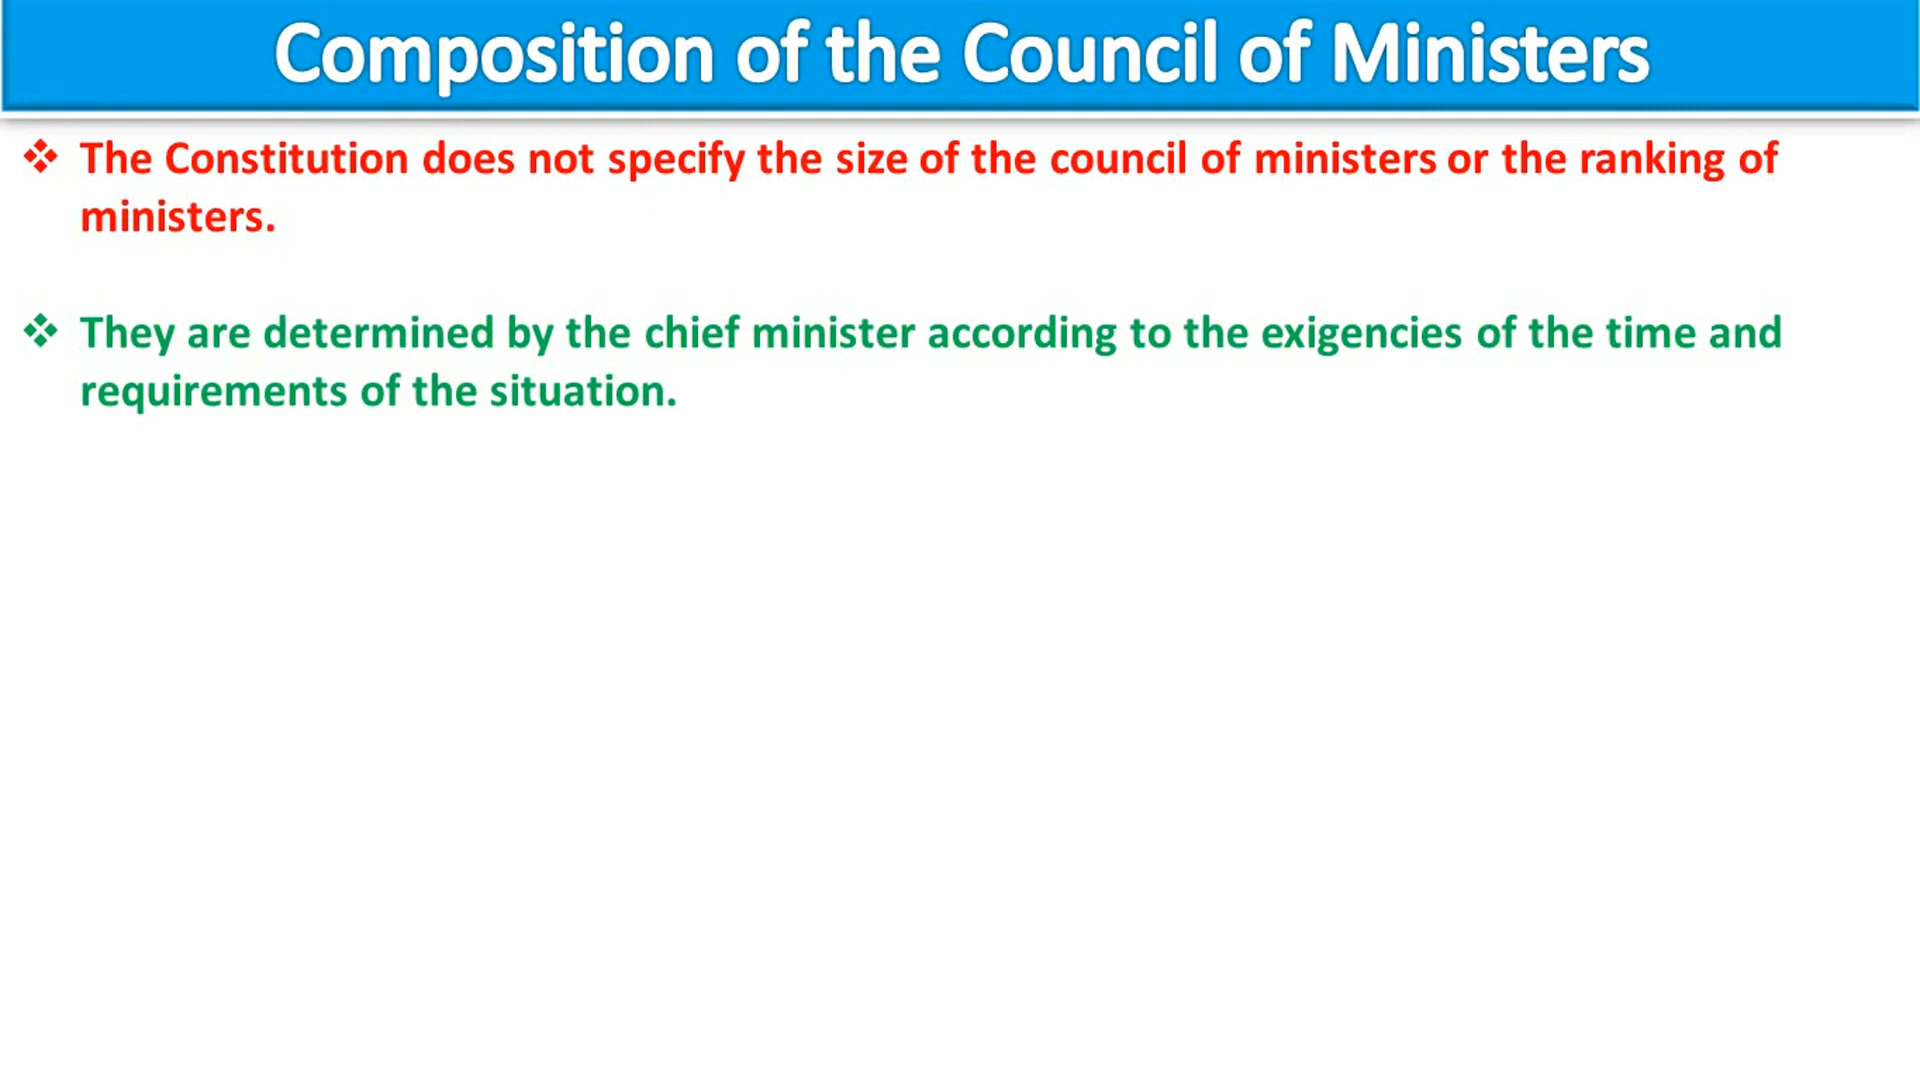 Composition of the Council of Ministers
❖ The Constitution does not specify the size of the council of ministers or the ranking of
ministers.
❖ They are determined by the chief minister according to the exigencies of the time and
requirements of the situation.